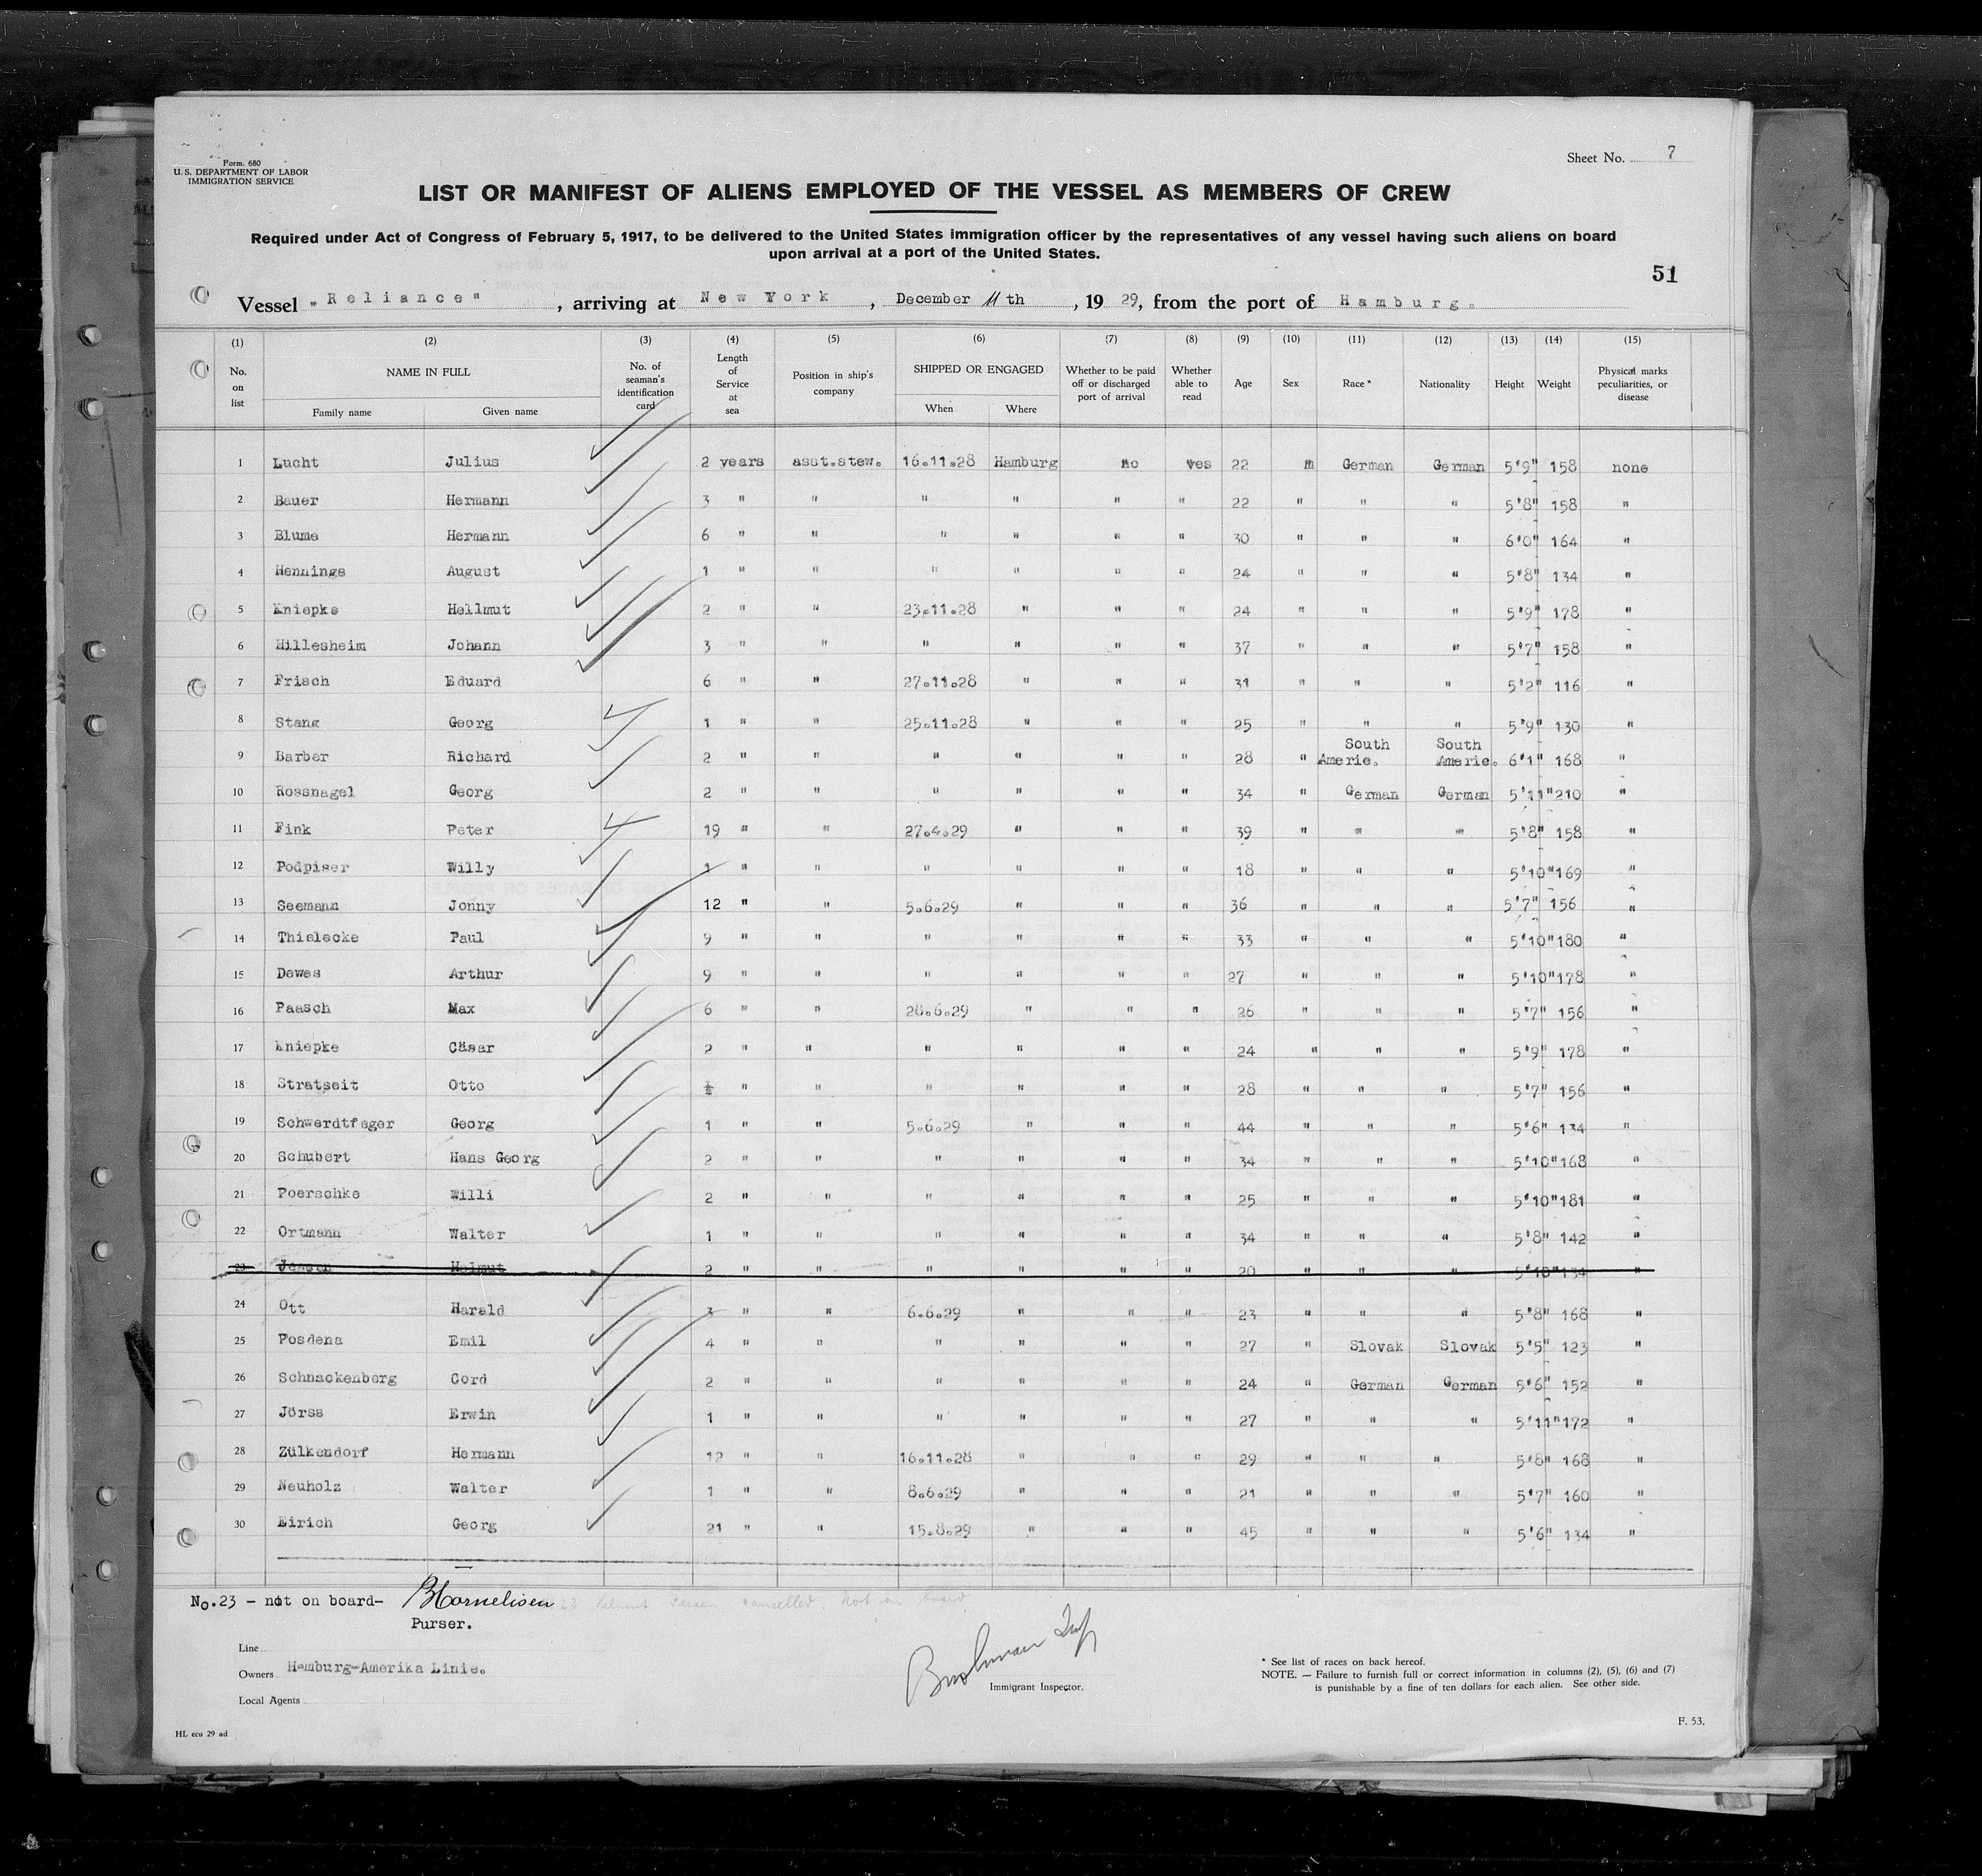 Form. 680
U. S. DEPARTMENT OF LABOR
IMMIGRATION SERVICE
Sheet No. 7
LIST OR MANIFEST OF ALIENS EMPLOYED OF THE VESSEL AS MEMBERS OF CREW
Required under Act of Congress of February 5, 1917, to be delivered to the United States immigration officer by the representatives of any vessel having such aliens on board
upon arrival at a port of the United States.
51
Vessel "Reliance", arriving at New York, December 11th, 1929, from the port of Hamburg.
(1) (2) (3) (4) (5) (6) (7) (8) (9) (10) (11) (12) (13) (14) (15)
No. on list NAME IN FULL Family name Given name No. of seaman's identification card Length of Service at sea Position in ship's company SHIPPED OR ENGAGED When Where Whether to be paid off or discharged port of arrival Whether able to read Age Sex Race* Nationality Height Weight Physical marks peculiarities, or disease
1 Lucht Julius 2 years asst.stew. 16.11.28 Hamburg no yes 22 m German German 5'9" 158 none
2 Bauer Hermann 3 " " " " " " 22 " " " 5'8" 158 "
3 Blume Hermann 6 " " " " " " 30 " " " 6'0" 164 "
4 Hennings August 1 " " " " " " 24 " " " 5'8" 134 "
5 Kniepke Hellmut 2 " " 23.11.28 " " " 24 " " " 5'9" 178 "
6 Hillesheim Johann 3 " " " " " " 37 " " " 5'7" 158 "
7 Frisch Eduard 6 " " 27.11.28 " " " 31 " " " 5'2" 116 "
8 Stang Georg 1 " " 25.11.28 " " " 25 " " " 5'9" 130 "
9 Barber Richard 2 " " " " " " 28 " South Americ. South Americ. 6'1" 168 "
10 Rossnagel Georg 2 " " " " " " 34 " German German 5'11" 210 "
11 Fink Peter 19 " " 27.4.29 " " " 39 " " " 5'8" 158 "
12 Podpiser Willy 1 " " " " " " 18 " " " 5'10" 169 "
13 Seemann Jonny 12 " " 5.6.29 " " " 36 " " " 5'7" 156 "
14 Thielecke Paul 9 " " " " " " 33 " " " 5'10" 180 "
15 Dewes Arthur 9 " " " " " " 27 " " " 5'10" 178 "
16 Paasch Max 6 " " 28.6.29 " " " 26 " " " 5'7" 156 "
17 Kniepke Cäsar 2 " " " " " " 24 " " " 5'9" 178 "
18 Stratseit Otto ½ " " " " " " 28 " " " 5'7" 156 "
19 Schwerdtfeger Georg 1 " " 5.6.29 " " " 44 " " " 5'6" 134 "
20 Schubert Hans Georg 2 " " " " " " 34 " " " 5'10" 168 "
21 Poerschke Willi 2 " " " " " " 25 " " " 5'10" 181 "
22 Ortmann Walter 1 " " " " " " 34 " " " 5'8" 142 "
23 Jessen Helmut 2 " " " " " " 20 " " " 5'10" 134 "
24 Ott Harald 3 " " 6.6.29 " " " 23 " " " 5'8" 168 "
25 Posdena Emil 4 " " " " " " 27 " Slovak Slovak 5'5" 123 "
26 Schnackenberg Cord 2 " " " " " " 24 " German German 5'6" 152 "
27 Jörss Erwin 1 " " " " " " 27 " " " 5'11" 172 "
28 Zülkendorf Hermann 12 " " 16.11.28 " " " 29 " " " 5'8" 168 "
29 Neuholz Walter 1 " " 8.6.29 " " " 21 " " " 5'7" 160 "
30 Eirich Georg 21 " " 15.8.29 " " " 45 " " " 5'6" 134 "
No.23 - not on board- 23 Helmut Jessen cancelled. Not on board
Purser.
Line
Owners Hamburg-Amerika Linie.
Local Agents
Immigrant Inspector.
* See list of races on back hereof.
NOTE. — Failure to furnish full or correct information in columns (2), (5), (6) and (7)
is punishable by a fine of ten dollars for each alien. See other side.
HL ecu 29 ad
F. 53.